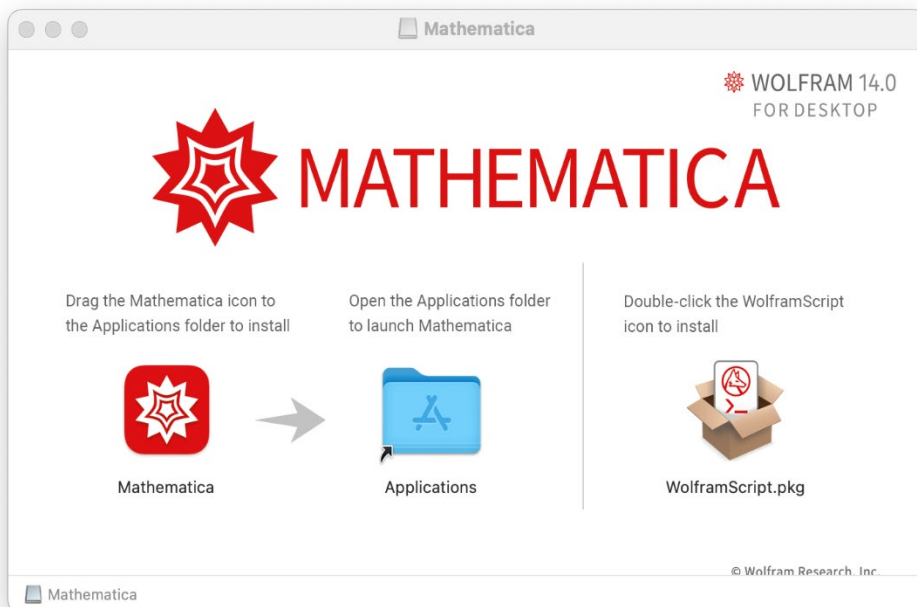 Mathematica
WOLFRAM 14.0
FOR DESKTOP
MATHEMATICA
Drag the Mathematica icon to
the Applications folder to install
Open the Applications folder
to launch Mathematica
Double-click the WolframScript
icon to install
Mathematica
Applications
WolframScript.pkg
© Wolfram Research, Inc.
Mathematica